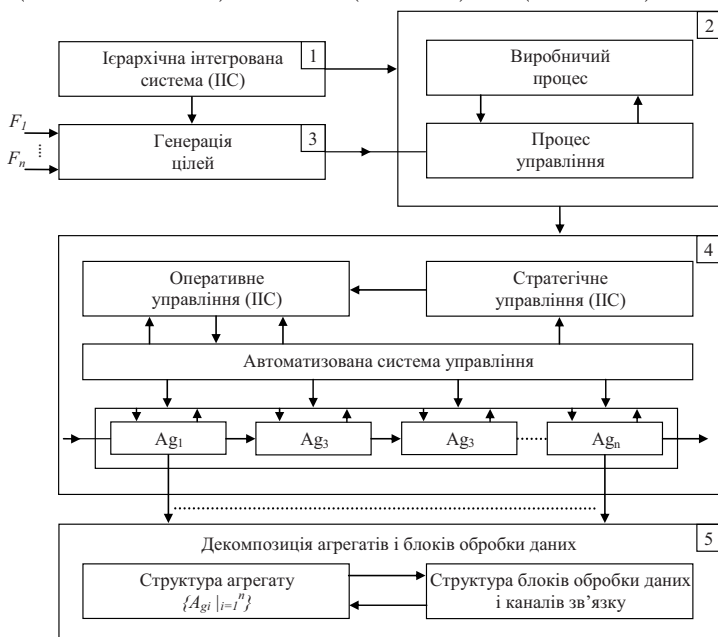 2
Ієрархічна інтегрована
система (ІІС)
1
Виробничий
процес
F1
Fn
Генерація
цілей
3
Процес
управління
4
Оперативне
управління (ІІС)
Стратегічне
управління (ІІС)
Автоматизована система управління
Ag1
Ag3
Ag3
Agn
5
Декомпозиція агрегатів і блоків обробки даних
Структура агрегату
{Agi |i=1n}
Структура блоків обробки даних
і каналів зв’язку